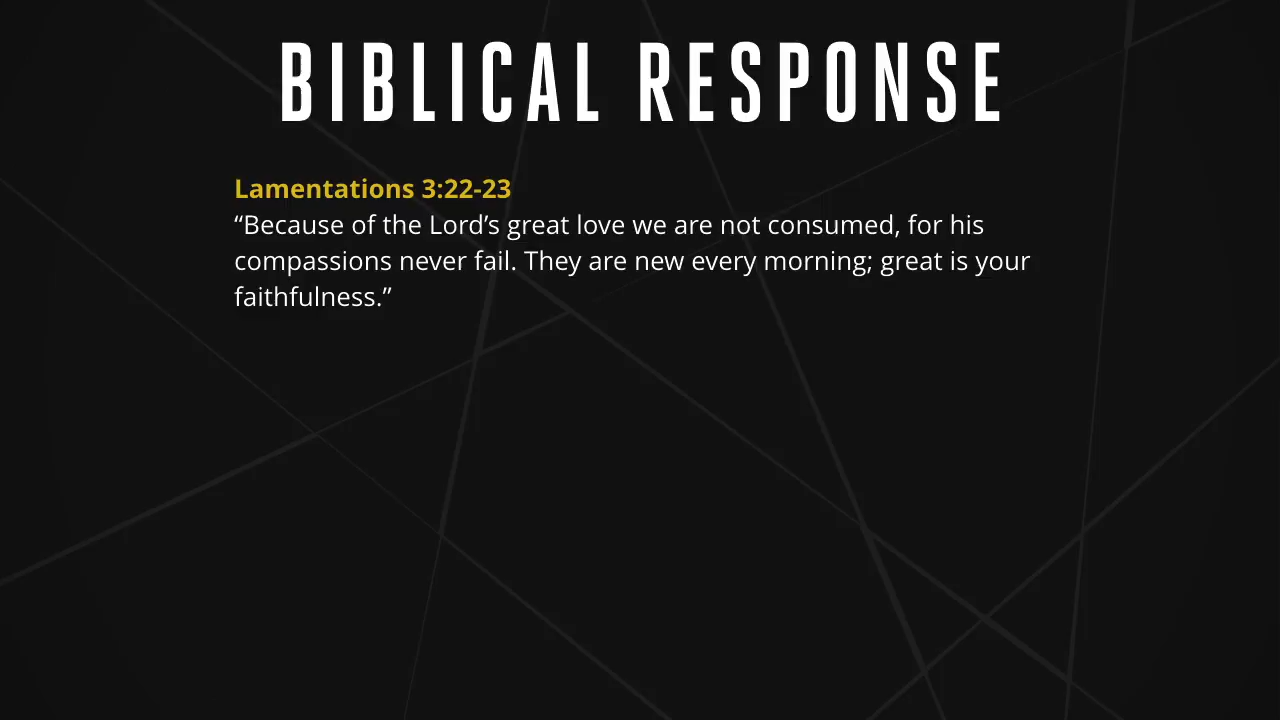 BIBLICAL RESPONSE
Lamentations 3:22-23
“Because of the Lord’s great love we are not consumed, for his
compassions never fail. They are new every morning; great is your
faithfulness.”